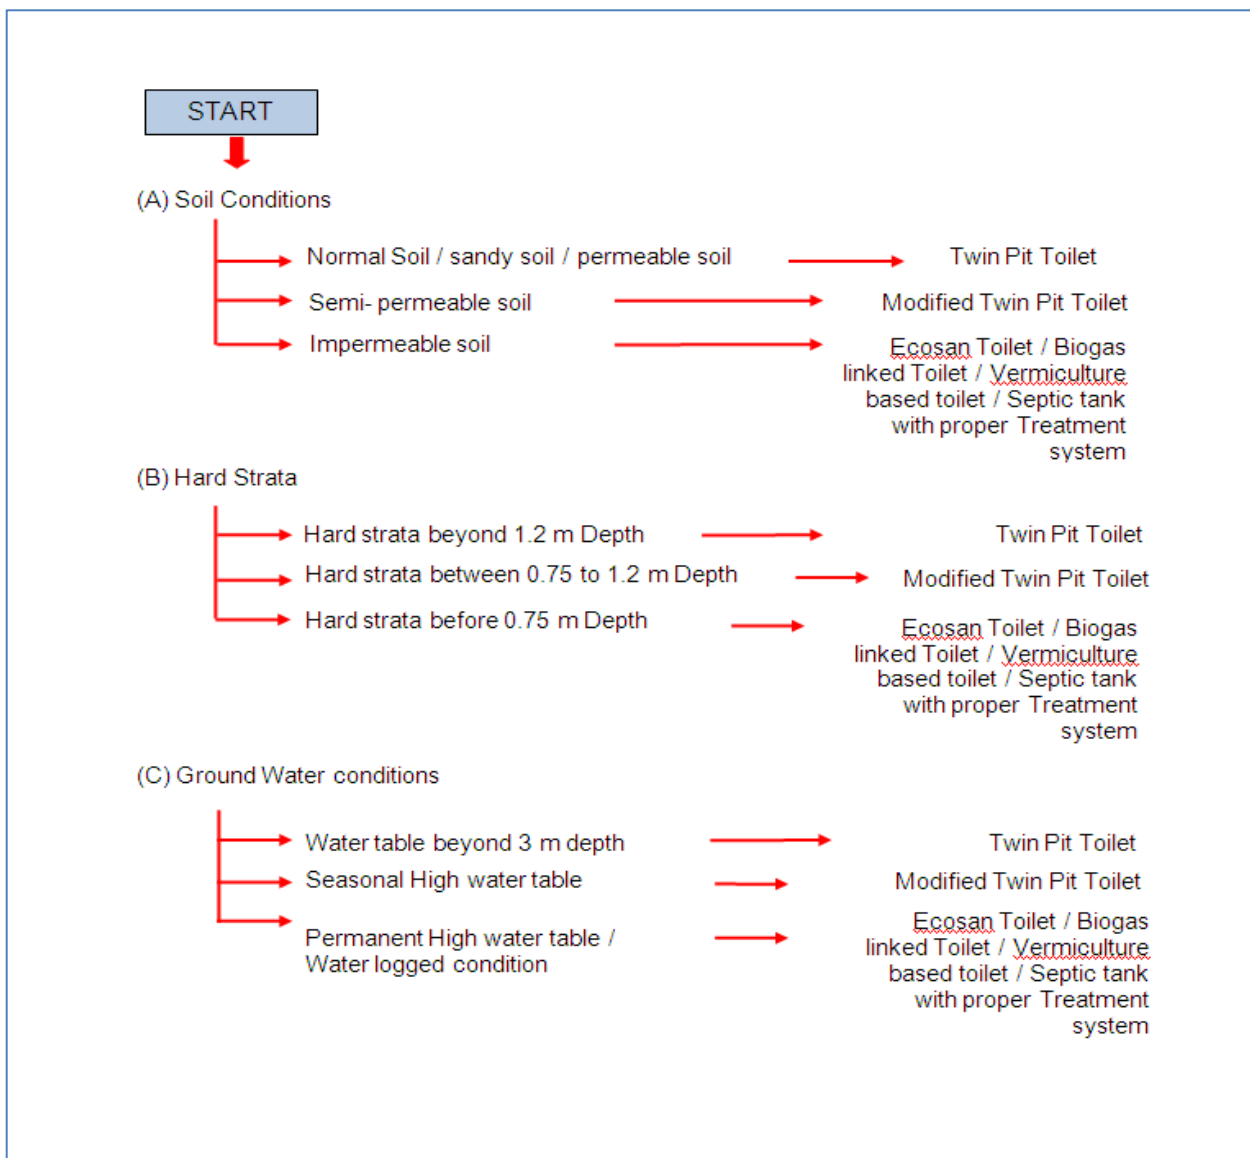 START
(A) Soil Conditions
Normal Soil / sandy soil / permeable soil
Twin Pit Toilet
Semi- permeable soil
Modified Twin Pit Toilet
Impermeable soil
Ecosan Toilet / Biogas
linked Toilet / Vermiculture
based toilet / Septic tank
with proper Treatment
system
(B) Hard Strata
Hard strata beyond 1.2 m Depth
Twin Pit Toilet
Hard strata between 0.75 to 1.2 m Depth
Modified Twin Pit Toilet
Hard strata before 0.75 m Depth
Ecosan Toilet / Biogas
linked Toilet / Vermiculture
based toilet / Septic tank
with proper Treatment
system
(C) Ground Water conditions
Water table beyond 3 m depth
Twin Pit Toilet
Seasonal High water table
Modified Twin Pit Toilet
Permanent High water table /
Water logged condition
Ecosan Toilet / Biogas
linked Toilet / Vermiculture
based toilet / Septic tank
with proper Treatment
system